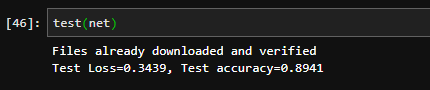 [46]: test(net)
Files already downloaded and verified
Test Loss=0.3439, Test accuracy=0.8941